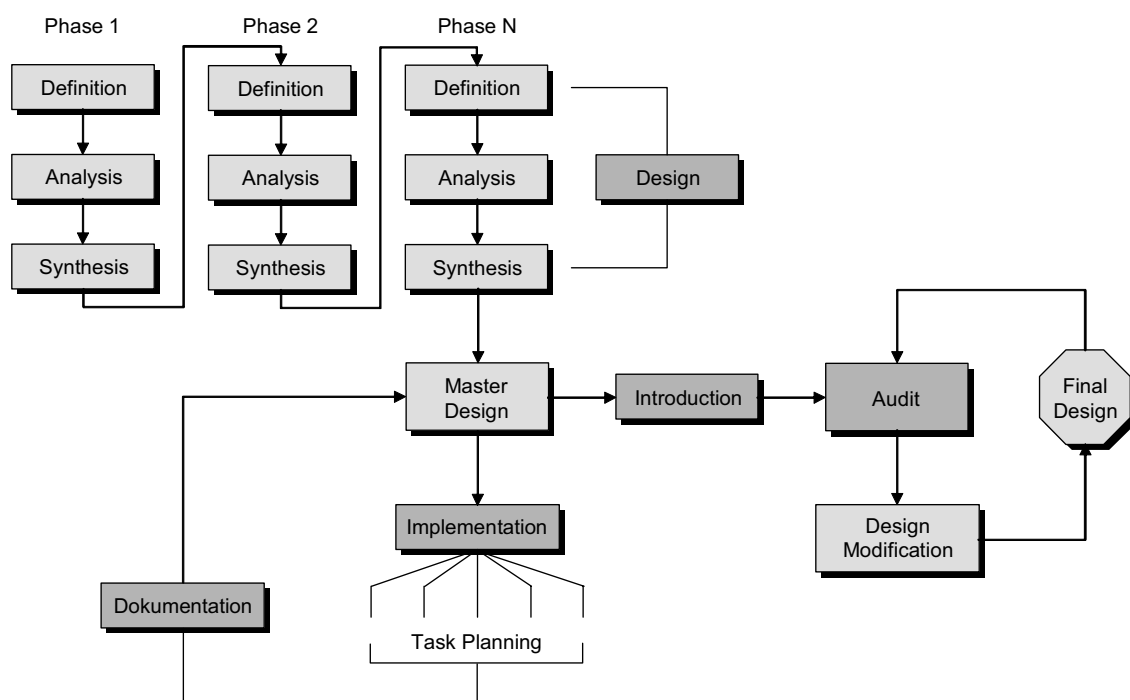 Phase 1
Phase 2
Phase N
Definition
Definition
Definition
Analysis
Analysis
Analysis
Design
Synthesis
Synthesis
Synthesis
Master
Design
Introduction
Audit
Final
Design
Implementation
Design
Modification
Dokumentation
Task Planning